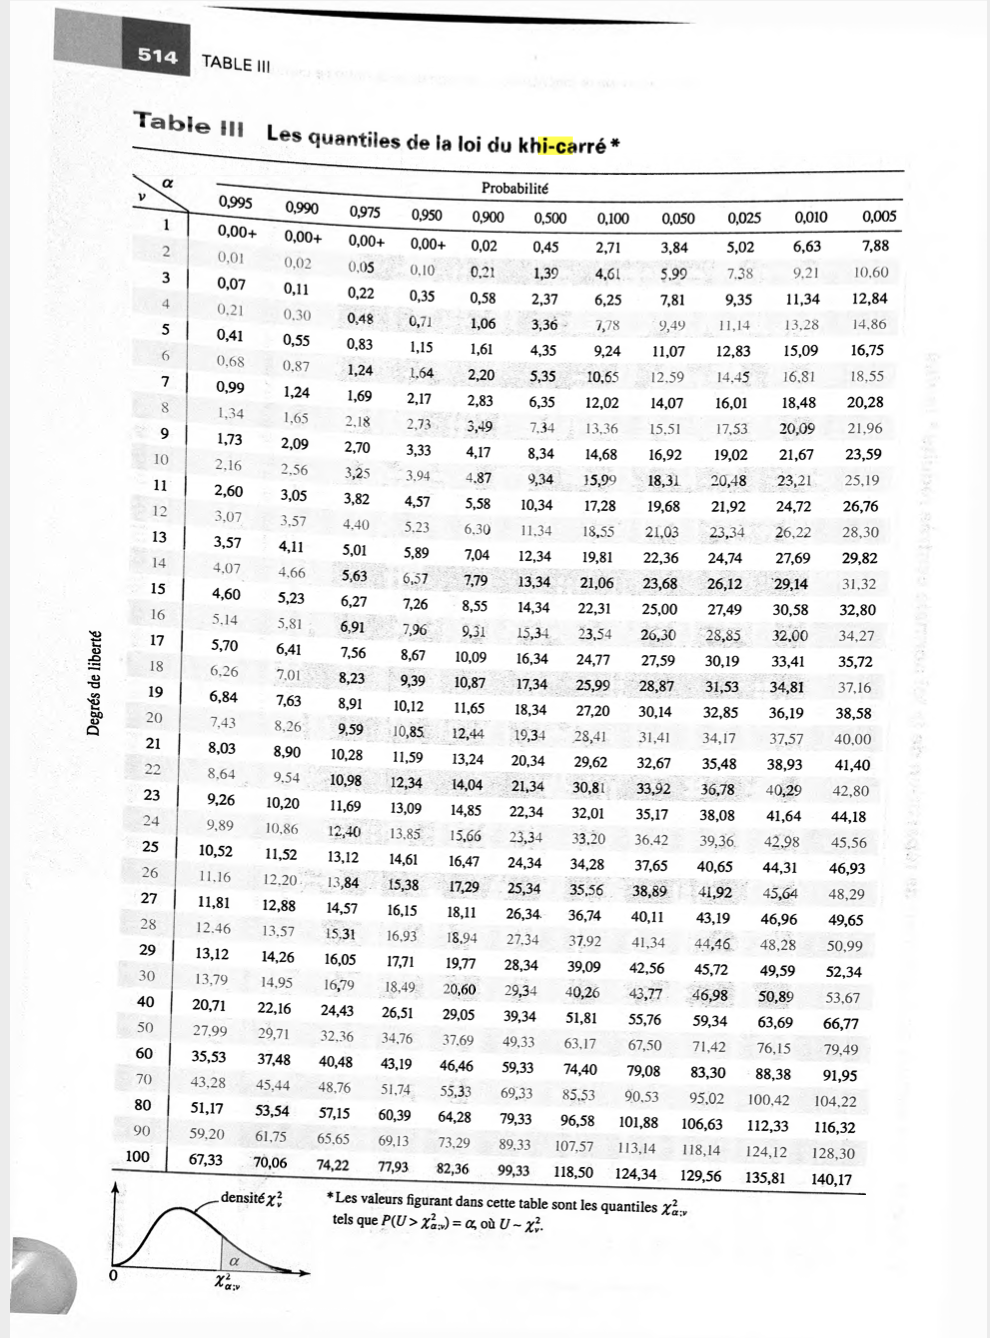 514 TABLE III
Table III Les quantiles de la loi du khi-carré *
Probabilité
α
ν 0,995 0,990 0,975 0,950 0,900 0,500 0,100 0,050 0,025 0,010 0,005
1 0,00+ 0,00+ 0,00+ 0,00+ 0,02 0,45 2,71 3,84 5,02 6,63 7,88
2 0,01 0,02 0,05 0,10 0,21 1,39 4,61 5,99 7,38 9,21 10,60
3 0,07 0,11 0,22 0,35 0,58 2,37 6,25 7,81 9,35 11,34 12,84
4 0,21 0,30 0,48 0,71 1,06 3,36 7,78 9,49 11,14 13,28 14,86
5 0,41 0,55 0,83 1,15 1,61 4,35 9,24 11,07 12,83 15,09 16,75
6 0,68 0,87 1,24 1,64 2,20 5,35 10,65 12,59 14,45 16,81 18,55
7 0,99 1,24 1,69 2,17 2,83 6,35 12,02 14,07 16,01 18,48 20,28
8 1,34 1,65 2,18 2,73 3,49 7,34 13,36 15,51 17,53 20,09 21,96
9 1,73 2,09 2,70 3,33 4,17 8,34 14,68 16,92 19,02 21,67 23,59
10 2,16 2,56 3,25 3,94 4,87 9,34 15,99 18,31 20,48 23,21 25,19
11 2,60 3,05 3,82 4,57 5,58 10,34 17,28 19,68 21,92 24,72 26,76
12 3,07 3,57 4,40 5,23 6,30 11,34 18,55 21,03 23,34 26,22 28,30
13 3,57 4,11 5,01 5,89 7,04 12,34 19,81 22,36 24,74 27,69 29,82
14 4,07 4,66 5,63 6,57 7,79 13,34 21,06 23,68 26,12 29,14 31,32
15 4,60 5,23 6,27 7,26 8,55 14,34 22,31 25,00 27,49 30,58 32,80
16 5,14 5,81 6,91 7,96 9,31 15,34 23,54 26,30 28,85 32,00 34,27
17 5,70 6,41 7,56 8,67 10,09 16,34 24,77 27,59 30,19 33,41 35,72
18 6,26 7,01 8,23 9,39 10,87 17,34 25,99 28,87 31,53 34,81 37,16
19 6,84 7,63 8,91 10,12 11,65 18,34 27,20 30,14 32,85 36,19 38,58
20 7,43 8,26 9,59 10,85 12,44 19,34 28,41 31,41 34,17 37,57 40,00
21 8,03 8,90 10,28 11,59 13,24 20,34 29,62 32,67 35,48 38,93 41,40
22 8,64 9,54 10,98 12,34 14,04 21,34 30,81 33,92 36,78 40,29 42,80
23 9,26 10,20 11,69 13,09 14,85 22,34 32,01 35,17 38,08 41,64 44,18
24 9,89 10,86 12,40 13,85 15,66 23,34 33,20 36,42 39,36 42,98 45,56
25 10,52 11,52 13,12 14,61 16,47 24,34 34,28 37,65 40,65 44,31 46,93
26 11,16 12,20 13,84 15,38 17,29 25,34 35,56 38,89 41,92 45,64 48,29
27 11,81 12,88 14,57 16,15 18,11 26,34 36,74 40,11 43,19 46,96 49,65
28 12,46 13,57 15,31 16,93 18,94 27,34 37,92 41,34 44,46 48,28 50,99
29 13,12 14,26 16,05 17,71 19,77 28,34 39,09 42,56 45,72 49,59 52,34
30 13,79 14,95 16,79 18,49 20,60 29,34 40,26 43,77 46,98 50,89 53,67
40 20,71 22,16 24,43 26,51 29,05 39,34 51,81 55,76 59,34 63,69 66,77
50 27,99 29,71 32,36 34,76 37,69 49,33 63,17 67,50 71,42 76,15 79,49
60 35,53 37,48 40,48 43,19 46,46 59,33 74,40 79,08 83,30 88,38 91,95
70 43,28 45,44 48,76 51,74 55,33 69,33 85,53 90,53 95,02 100,42 104,22
80 51,17 53,54 57,15 60,39 64,28 79,33 96,58 101,88 106,63 112,33 116,32
90 59,20 61,75 65,65 69,13 73,29 89,33 107,57 113,14 118,14 124,12 128,30
100 67,33 70,06 74,22 77,93 82,36 99,33 118,50 124,34 129,56 135,81 140,17
Degrés de liberté
densité χ²ᵥ
α
0
χ²α;ν
*Les valeurs figurant dans cette table sont les quantiles χ²α;ν
tels que P(U > χ²α;ν) = α, où U ~ χ²ν.